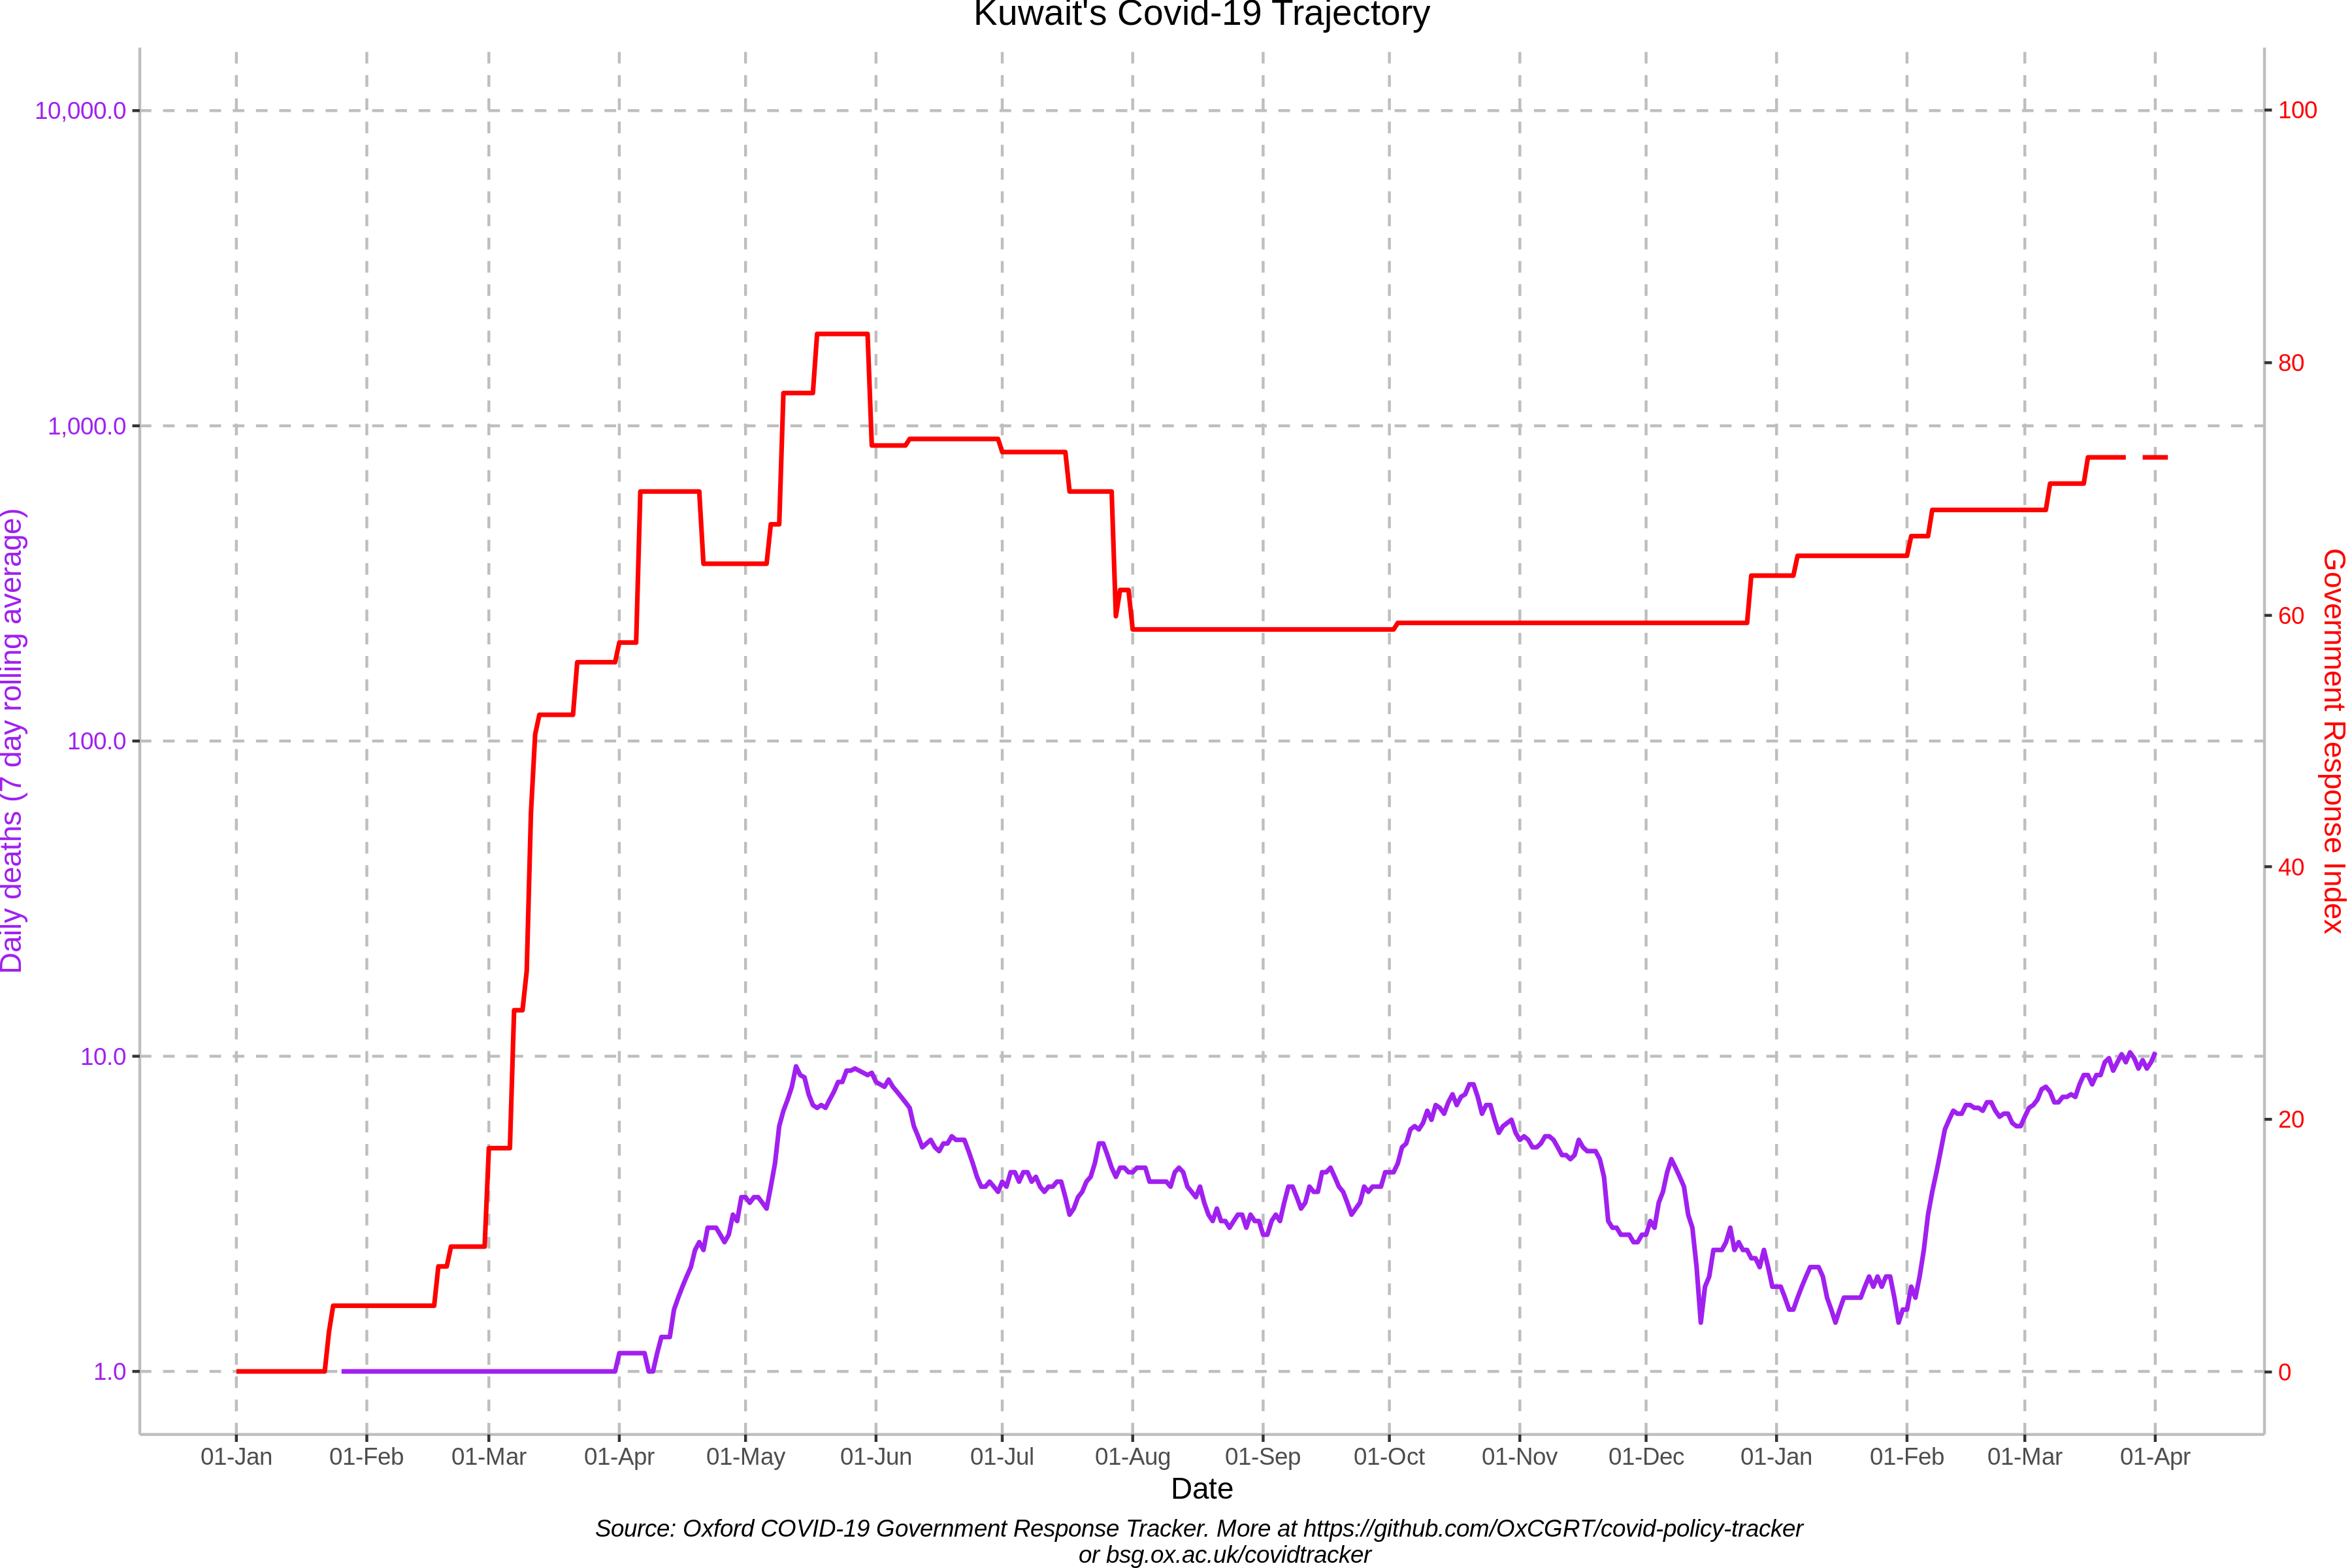 Kuwait's Covid-19 Trajectory
Daily deaths (7 day rolling average)
10,000.0
1,000.0
100.0
10.0
1.0
100
80
60
40
20
0
Government Response Index
01-Jan 01-Feb 01-Mar 01-Apr 01-May 01-Jun 01-Jul 01-Aug 01-Sep 01-Oct 01-Nov 01-Dec 01-Jan 01-Feb 01-Mar 01-Apr
Date
Source: Oxford COVID-19 Government Response Tracker. More at https://github.com/OxCGRT/covid-policy-tracker
or bsg.ox.ac.uk/covidtracker